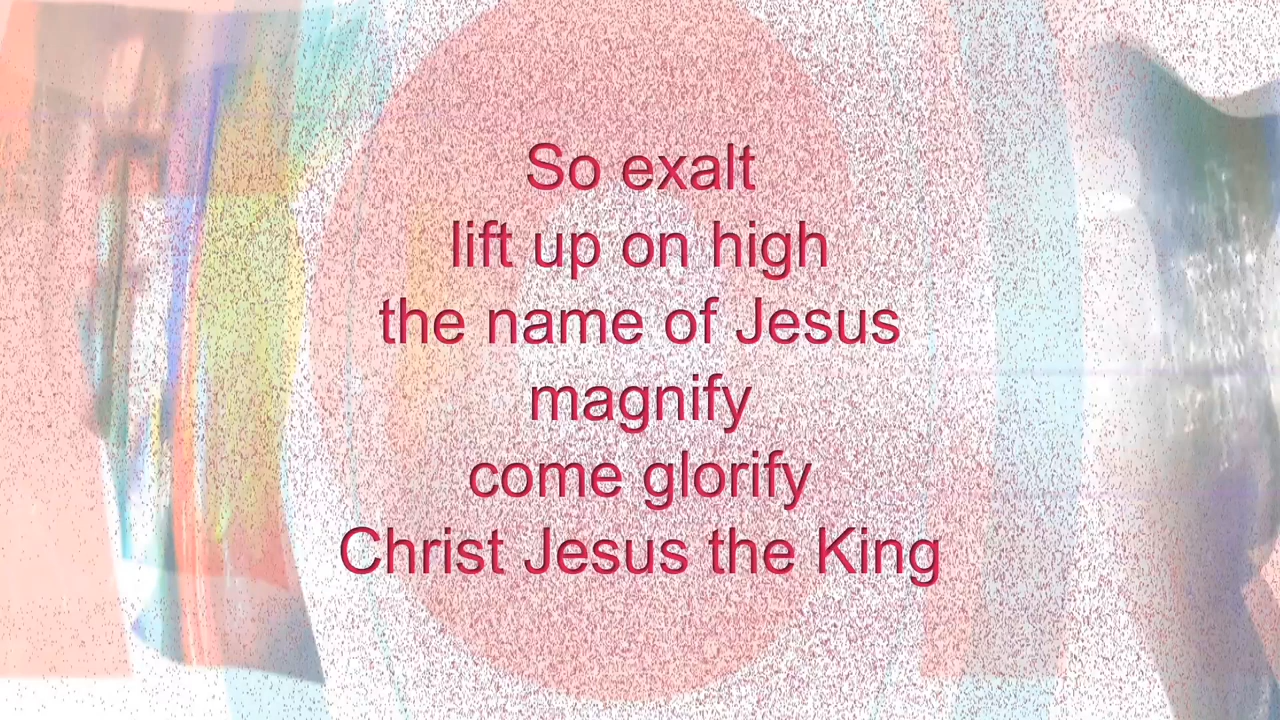 So exalt
lift up on high
the name of Jesus
magnify
come glorify
Christ Jesus the King